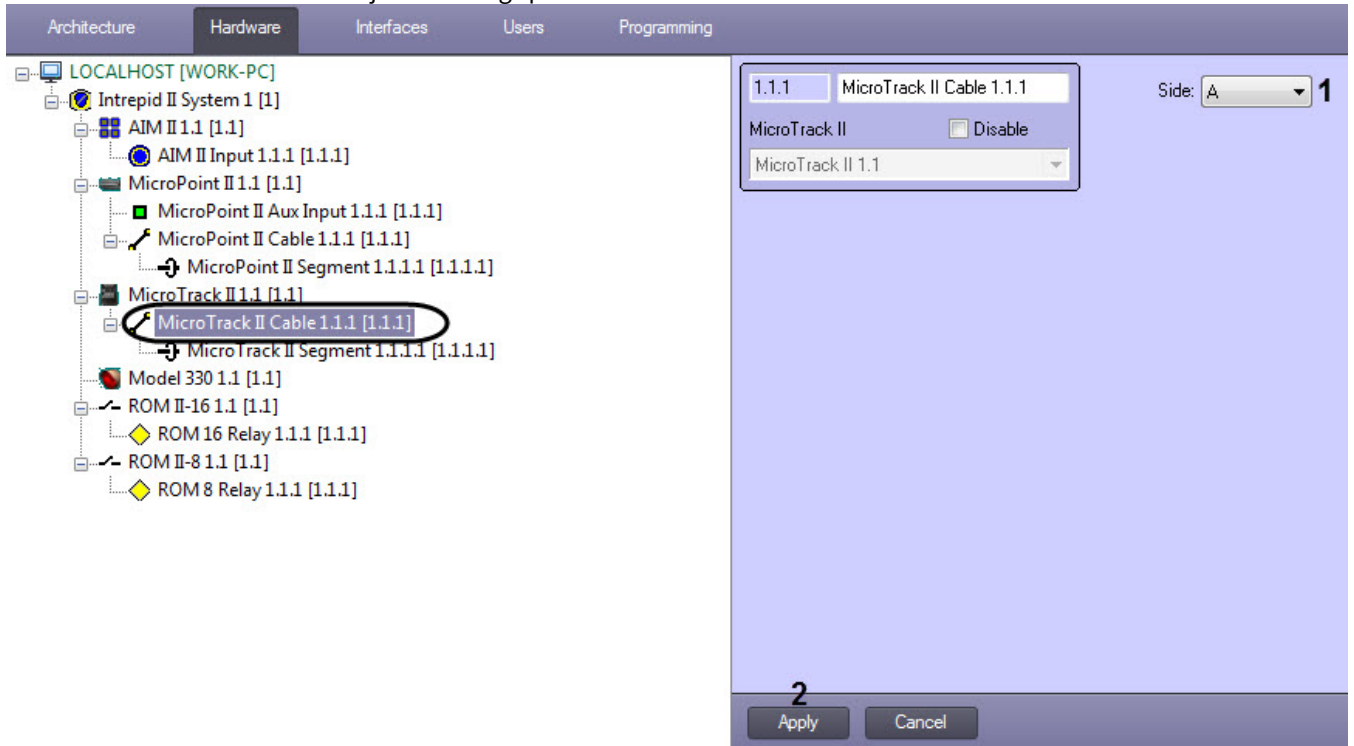 Architecture Hardware Interfaces Users Programming
LOCALHOST [WORK-PC]
Intrepid II System 1 [1]
AIM II 1.1 [1.1]
AIM II Input 1.1.1 [1.1.1]
MicroPoint II 1.1 [1.1]
MicroPoint II Aux Input 1.1.1 [1.1.1]
MicroPoint II Cable 1.1.1 [1.1.1]
MicroPoint II Segment 1.1.1.1 [1.1.1.1]
MicroTrack II 1.1 [1.1]
MicroTrack II Cable 1.1.1 [1.1.1]
MicroTrack II Segment 1.1.1.1 [1.1.1.1]
Model 330 1.1 [1.1]
ROM II-16 1.1 [1.1]
ROM 16 Relay 1.1.1 [1.1.1]
ROM II-8 1.1 [1.1]
ROM 8 Relay 1.1.1 [1.1.1]
1.1.1 MicroTrack II Cable 1.1.1
MicroTrack II Disable
MicroTrack II 1.1
Side: A 1
2
Apply Cancel